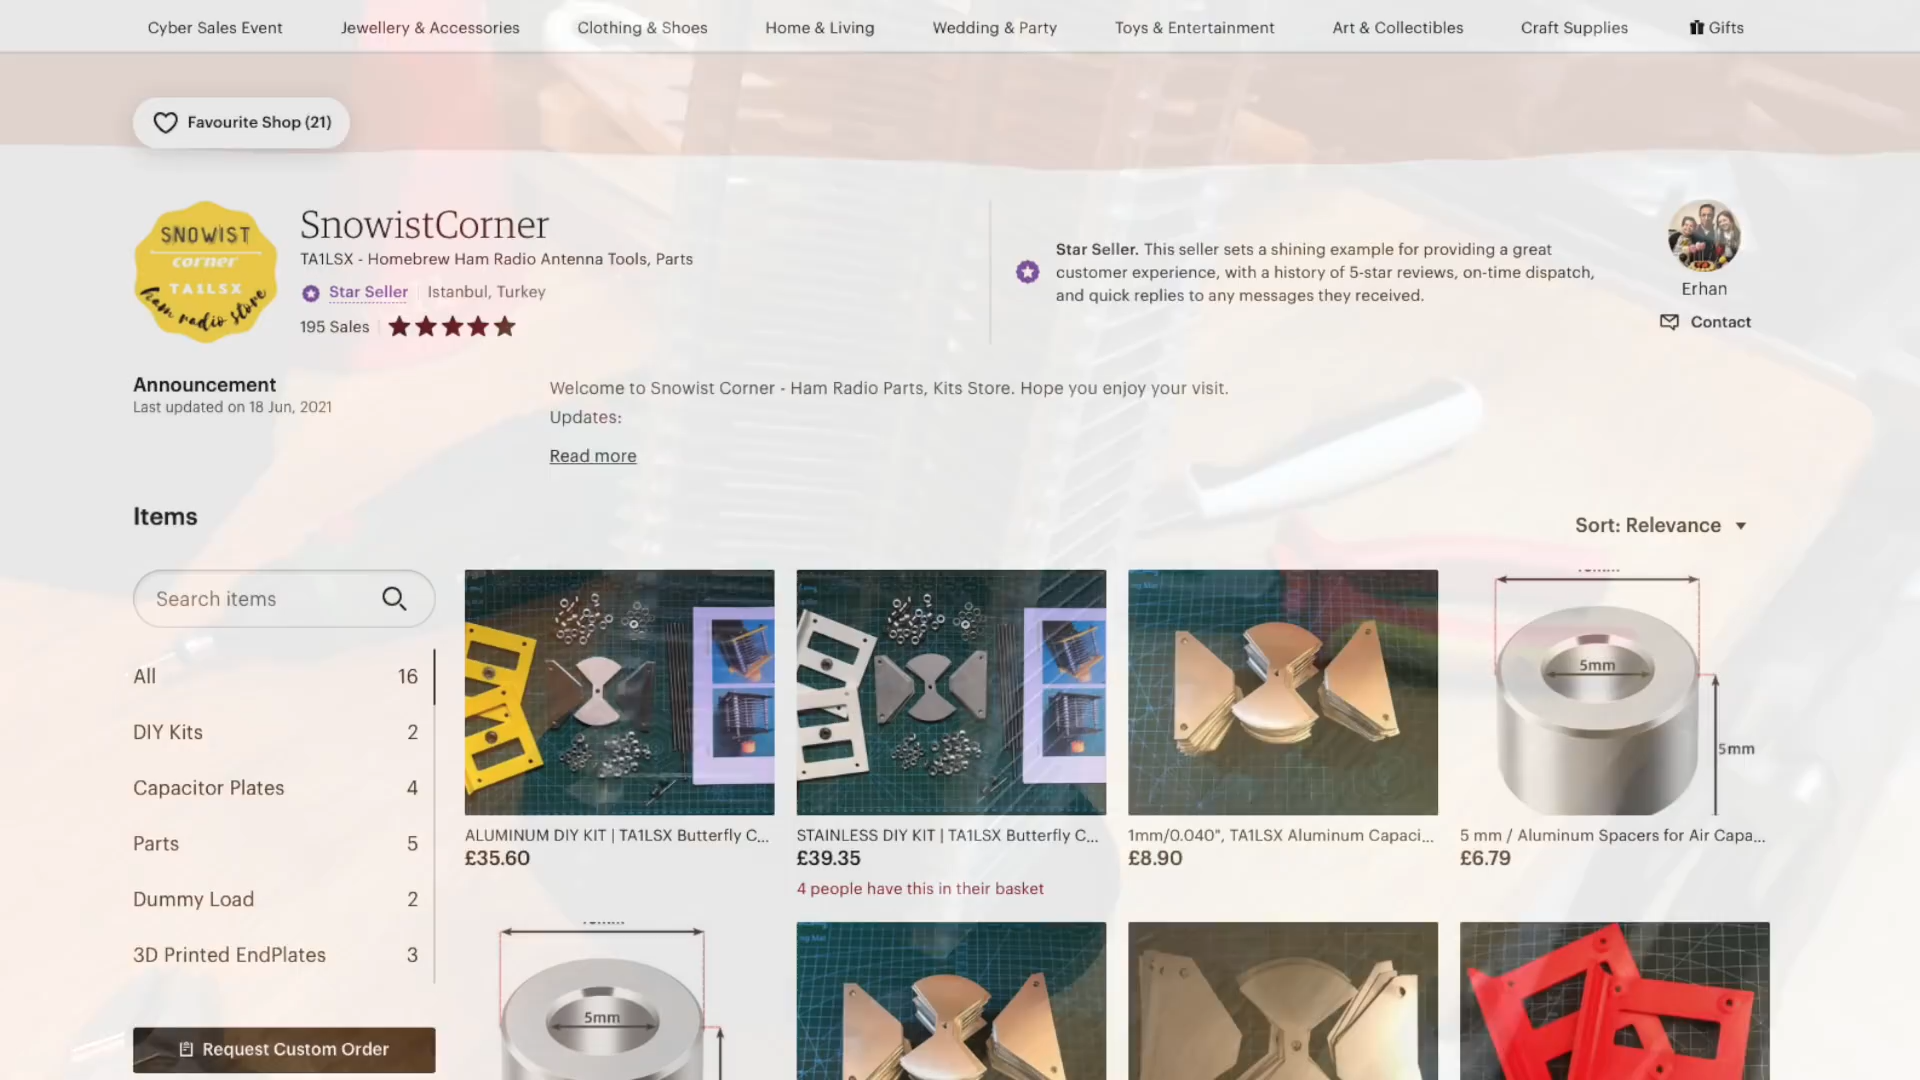 Cyber Sales Event
Jewellery & Accessories
Clothing & Shoes
Home & Living
Wedding & Party
Toys & Entertainment
Art & Collectibles
Craft Supplies
Gifts
Favourite Shop (21)
SNOWIST
corner
TA1LSX
ham radio store
SnowistCorner
TA1LSX - Homebrew Ham Radio Antenna Tools, Parts
Star Seller
Istanbul, Turkey
195 Sales
Star Seller. This seller sets a shining example for providing a great
customer experience, with a history of 5-star reviews, on-time dispatch,
and quick replies to any messages they received.
Erhan
Contact
Announcement
Last updated on 18 Jun, 2021
Welcome to Snowist Corner - Ham Radio Parts, Kits Store. Hope you enjoy your visit.
Updates:
Read more
Items
Sort: Relevance
Search items
All 16
DIY Kits 2
Capacitor Plates 4
Parts 5
Dummy Load 2
3D Printed EndPlates 3
Request Custom Order
5mm
5mm
ALUMINUM DIY KIT | TA1LSX Butterfly C...
£35.60
STAINLESS DIY KIT | TA1LSX Butterfly C...
£39.35
4 people have this in their basket
1mm/0.040", TA1LSX Aluminum Capaci...
£8.90
5 mm / Aluminum Spacers for Air Capa...
£6.79
5mm